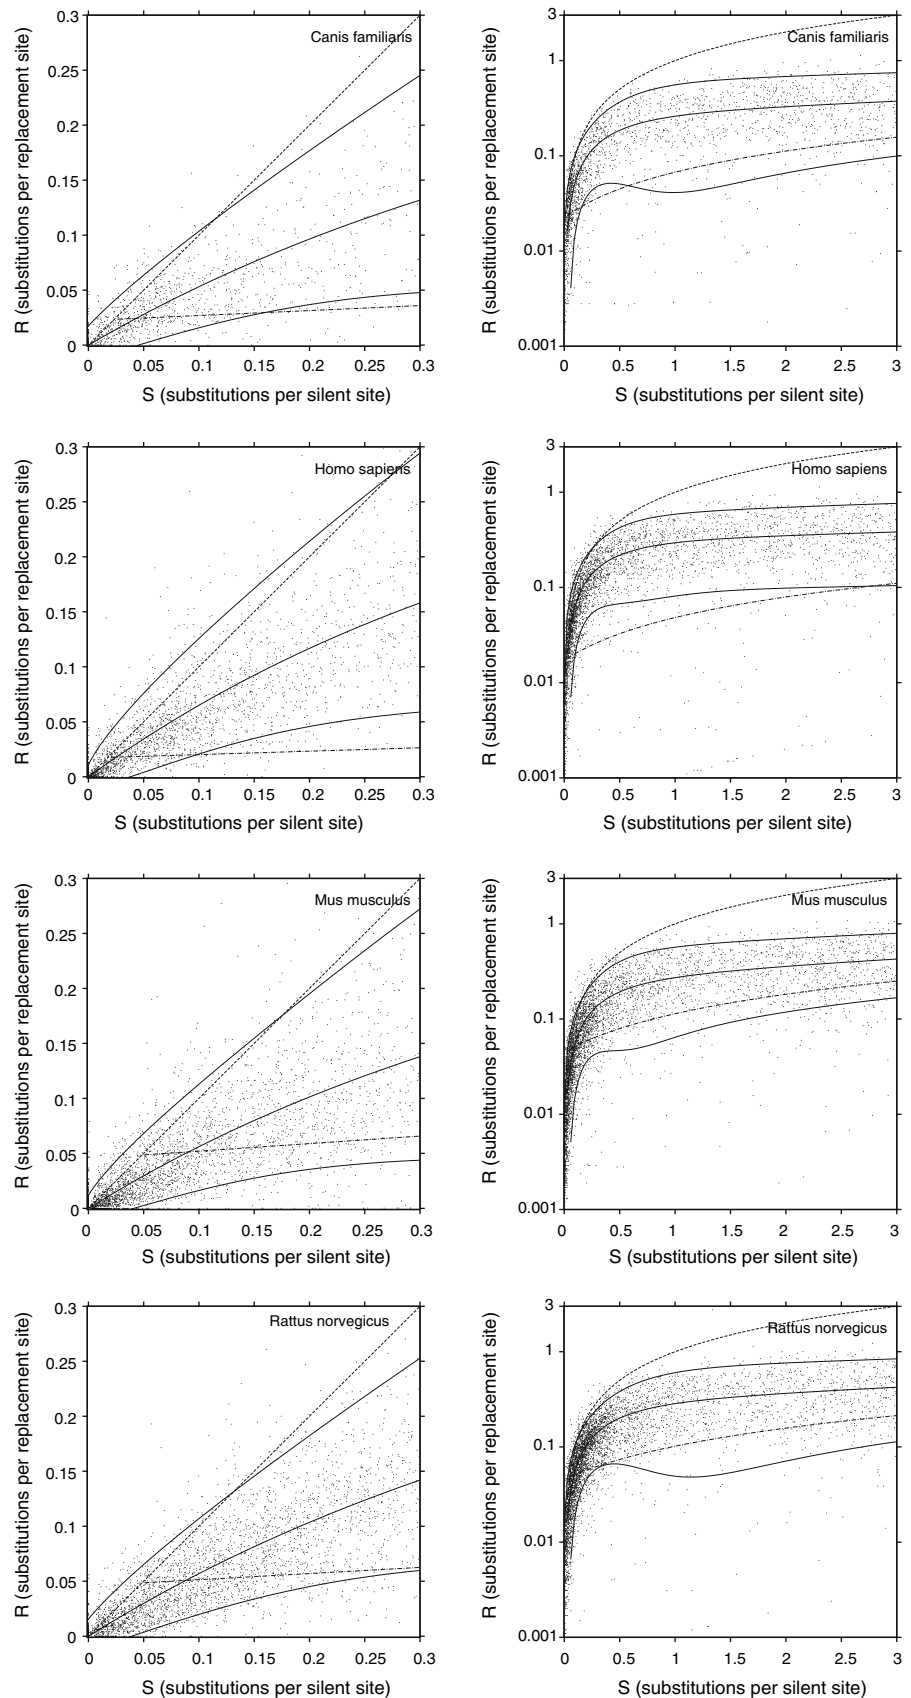 0.3
Canis familiaris
0.25
0.2
0.15
0.1
0.05
0
R (substitutions per replacement site)
0 0.05 0.1 0.15 0.2 0.25 0.3
S (substitutions per silent site)
3
Canis familiaris
1
0.1
0.01
0.001
R (substitutions per replacement site)
0 0.5 1 1.5 2 2.5 3
S (substitutions per silent site)
0.3
Homo sapiens
0.25
0.2
0.15
0.1
0.05
0
R (substitutions per replacement site)
0 0.05 0.1 0.15 0.2 0.25 0.3
S (substitutions per silent site)
3
Homo sapiens
1
0.1
0.01
0.001
R (substitutions per replacement site)
0 0.5 1 1.5 2 2.5 3
S (substitutions per silent site)
0.3
Mus musculus
0.25
0.2
0.15
0.1
0.05
0
R (substitutions per replacement site)
0 0.05 0.1 0.15 0.2 0.25 0.3
S (substitutions per silent site)
3
Mus musculus
1
0.1
0.01
0.001
R (substitutions per replacement site)
0 0.5 1 1.5 2 2.5 3
S (substitutions per silent site)
0.3
Rattus norvegicus
0.25
0.2
0.15
0.1
0.05
0
R (substitutions per replacement site)
0 0.05 0.1 0.15 0.2 0.25 0.3
S (substitutions per silent site)
3
Rattus norvegicus
1
0.1
0.01
0.001
R (substitutions per replacement site)
0 0.5 1 1.5 2 2.5 3
S (substitutions per silent site)